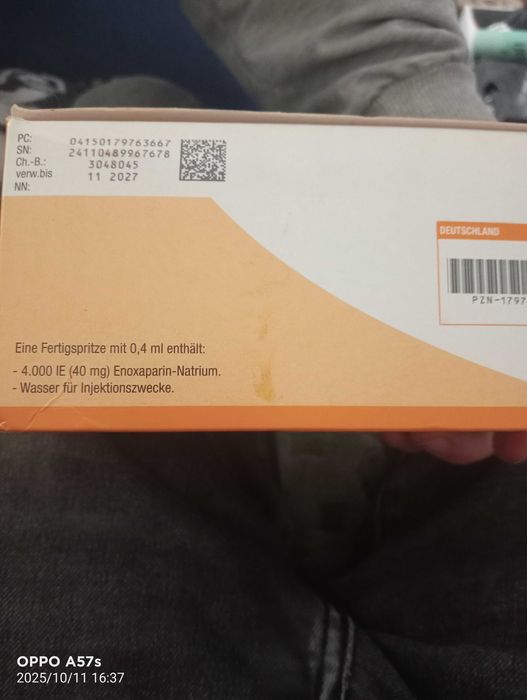 PC: 04150179763667
SN: 24110489967678
Ch.-B.: 3048045
verw.bis 11 2027
NN:
DEUTSCHLAND
PZN-1797
Eine Fertigspritze mit 0,4 ml enthält:
- 4.000 IE (40 mg) Enoxaparin-Natrium.
- Wasser für Injektionszwecke.
OPPO A57s
2025/10/11 16:37